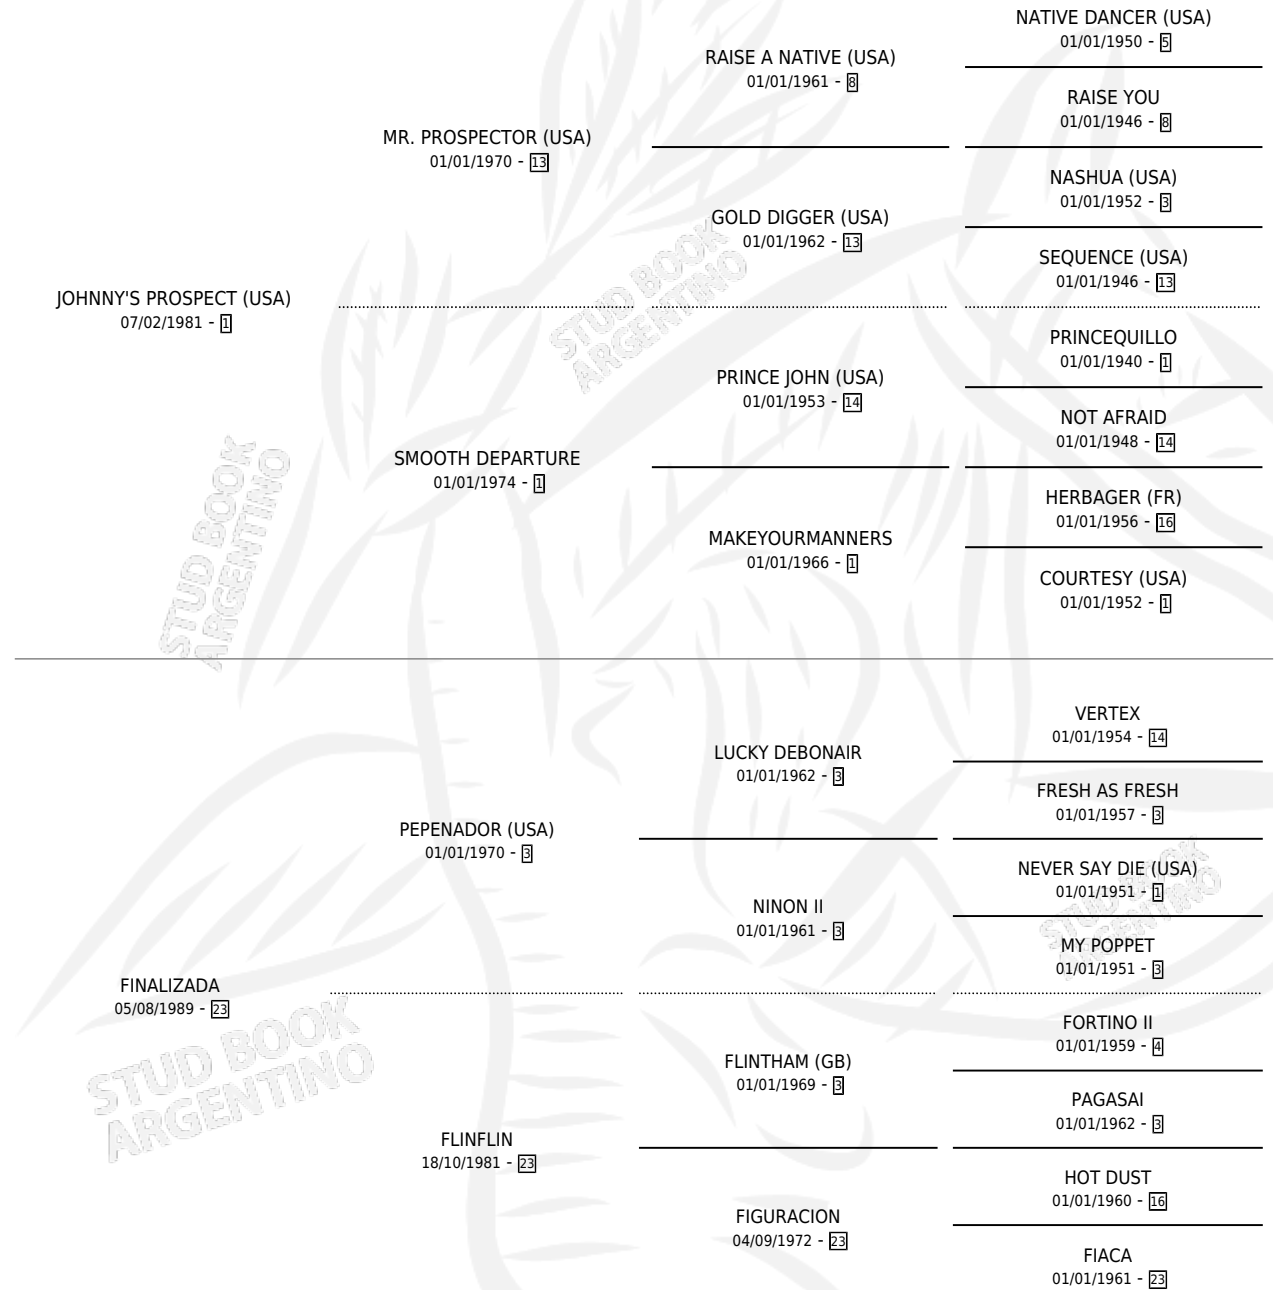 NATIVE DANCER (USA)
01/01/1950 - 5
RAISE A NATIVE (USA)
01/01/1961 - 8
RAISE YOU
01/01/1946 - 8
MR. PROSPECTOR (USA)
01/01/1970 - 13
NASHUA (USA)
01/01/1952 - 3
GOLD DIGGER (USA)
01/01/1962 - 13
SEQUENCE (USA)
01/01/1946 - 13
JOHNNY'S PROSPECT (USA)
07/02/1981 - 1
PRINCEQUILLO
01/01/1940 - 1
PRINCE JOHN (USA)
01/01/1953 - 14
NOT AFRAID
01/01/1948 - 14
SMOOTH DEPARTURE
01/01/1974 - 1
HERBAGER (FR)
01/01/1956 - 16
MAKEYOURMANNERS
01/01/1966 - 1
COURTESY (USA)
01/01/1952 - 1
STUD BOOK
ARGENTINO
STUD BOOK
ARGENTINO
VERTEX
01/01/1954 - 14
LUCKY DEBONAIR
01/01/1962 - 3
FRESH AS FRESH
01/01/1957 - 3
PEPENADOR (USA)
01/01/1970 - 3
NEVER SAY DIE (USA)
01/01/1951 - 1
NINON II
01/01/1961 - 3
MY POPPET
01/01/1951 - 3
FINALIZADA
05/08/1989 - 23
FORTINO II
01/01/1959 - 4
FLINTHAM (GB)
01/01/1969 - 3
PAGASAI
01/01/1962 - 3
FLINFLIN
18/10/1981 - 23
HOT DUST
01/01/1960 - 16
FIGURACION
04/09/1972 - 23
FIACA
01/01/1961 - 23
STUD BOOK
ARGENTINO
STUD BOOK
ARGENTINO